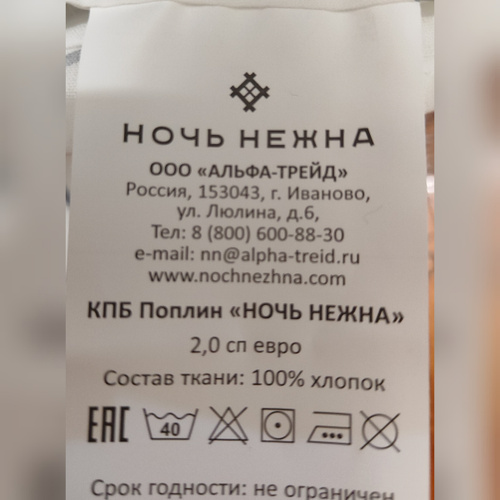 НОЧЬ НЕЖНА
ООО «АЛЬФА-ТРЕЙД»
Россия, 153043, г. Иваново,
ул. Люлина, д.6,
Тел: 8 (800) 600-88-30
e-mail: nn@alpha-treid.ru
www.nochnezhna.com
КПБ Поплин «НОЧЬ НЕЖНА»
2,0 сп евро
Состав ткани: 100% хлопок
ЕАС 40
Срок годности: не ограничен